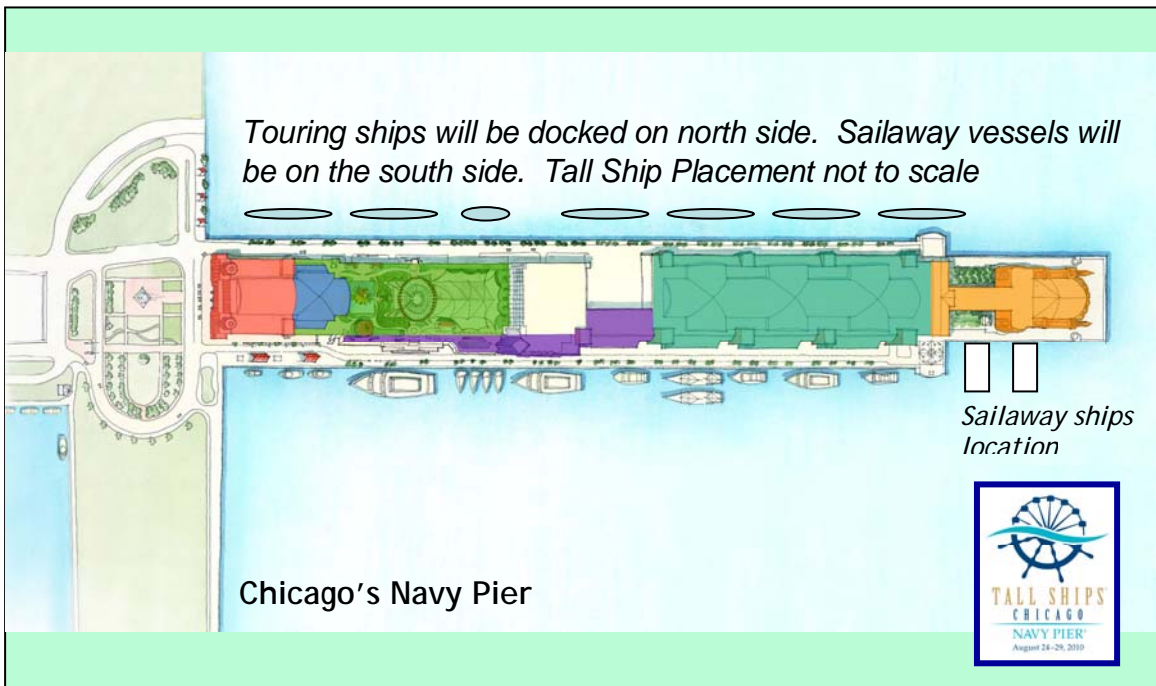 Touring ships will be docked on north side.  Sailaway vessels will
be on the south side.  Tall Ship Placement not to scale
Sailaway ships
location
Chicago's Navy Pier
TALL SHIPS®
CHICAGO
NAVY PIER®
August 24-29, 2010